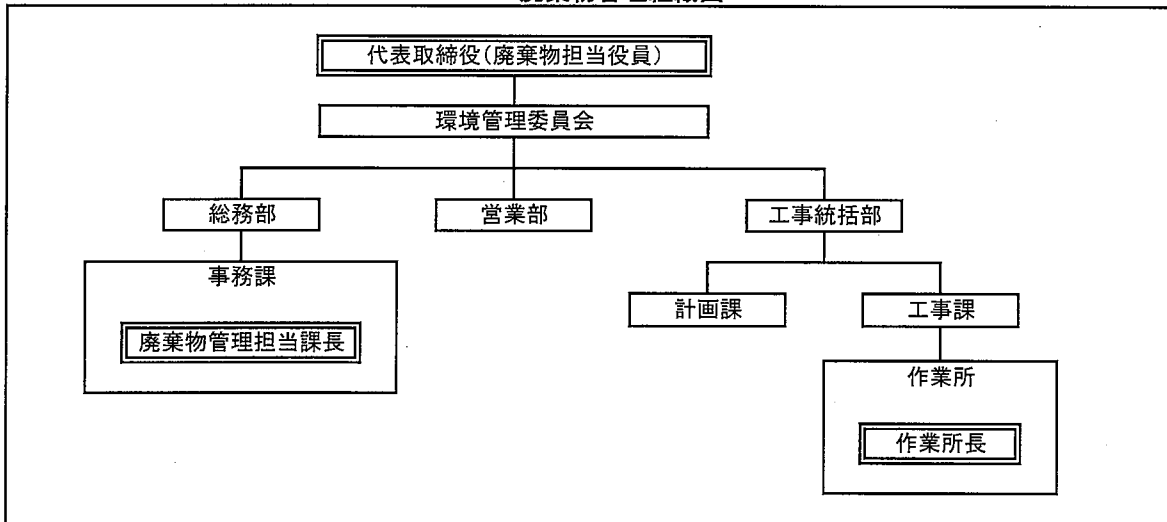 代表取締役(廃棄物担当役員)
環境管理委員会
総務部
営業部
工事統括部
事務課
計画課
工事課
廃棄物管理担当課長
作業所
作業所長